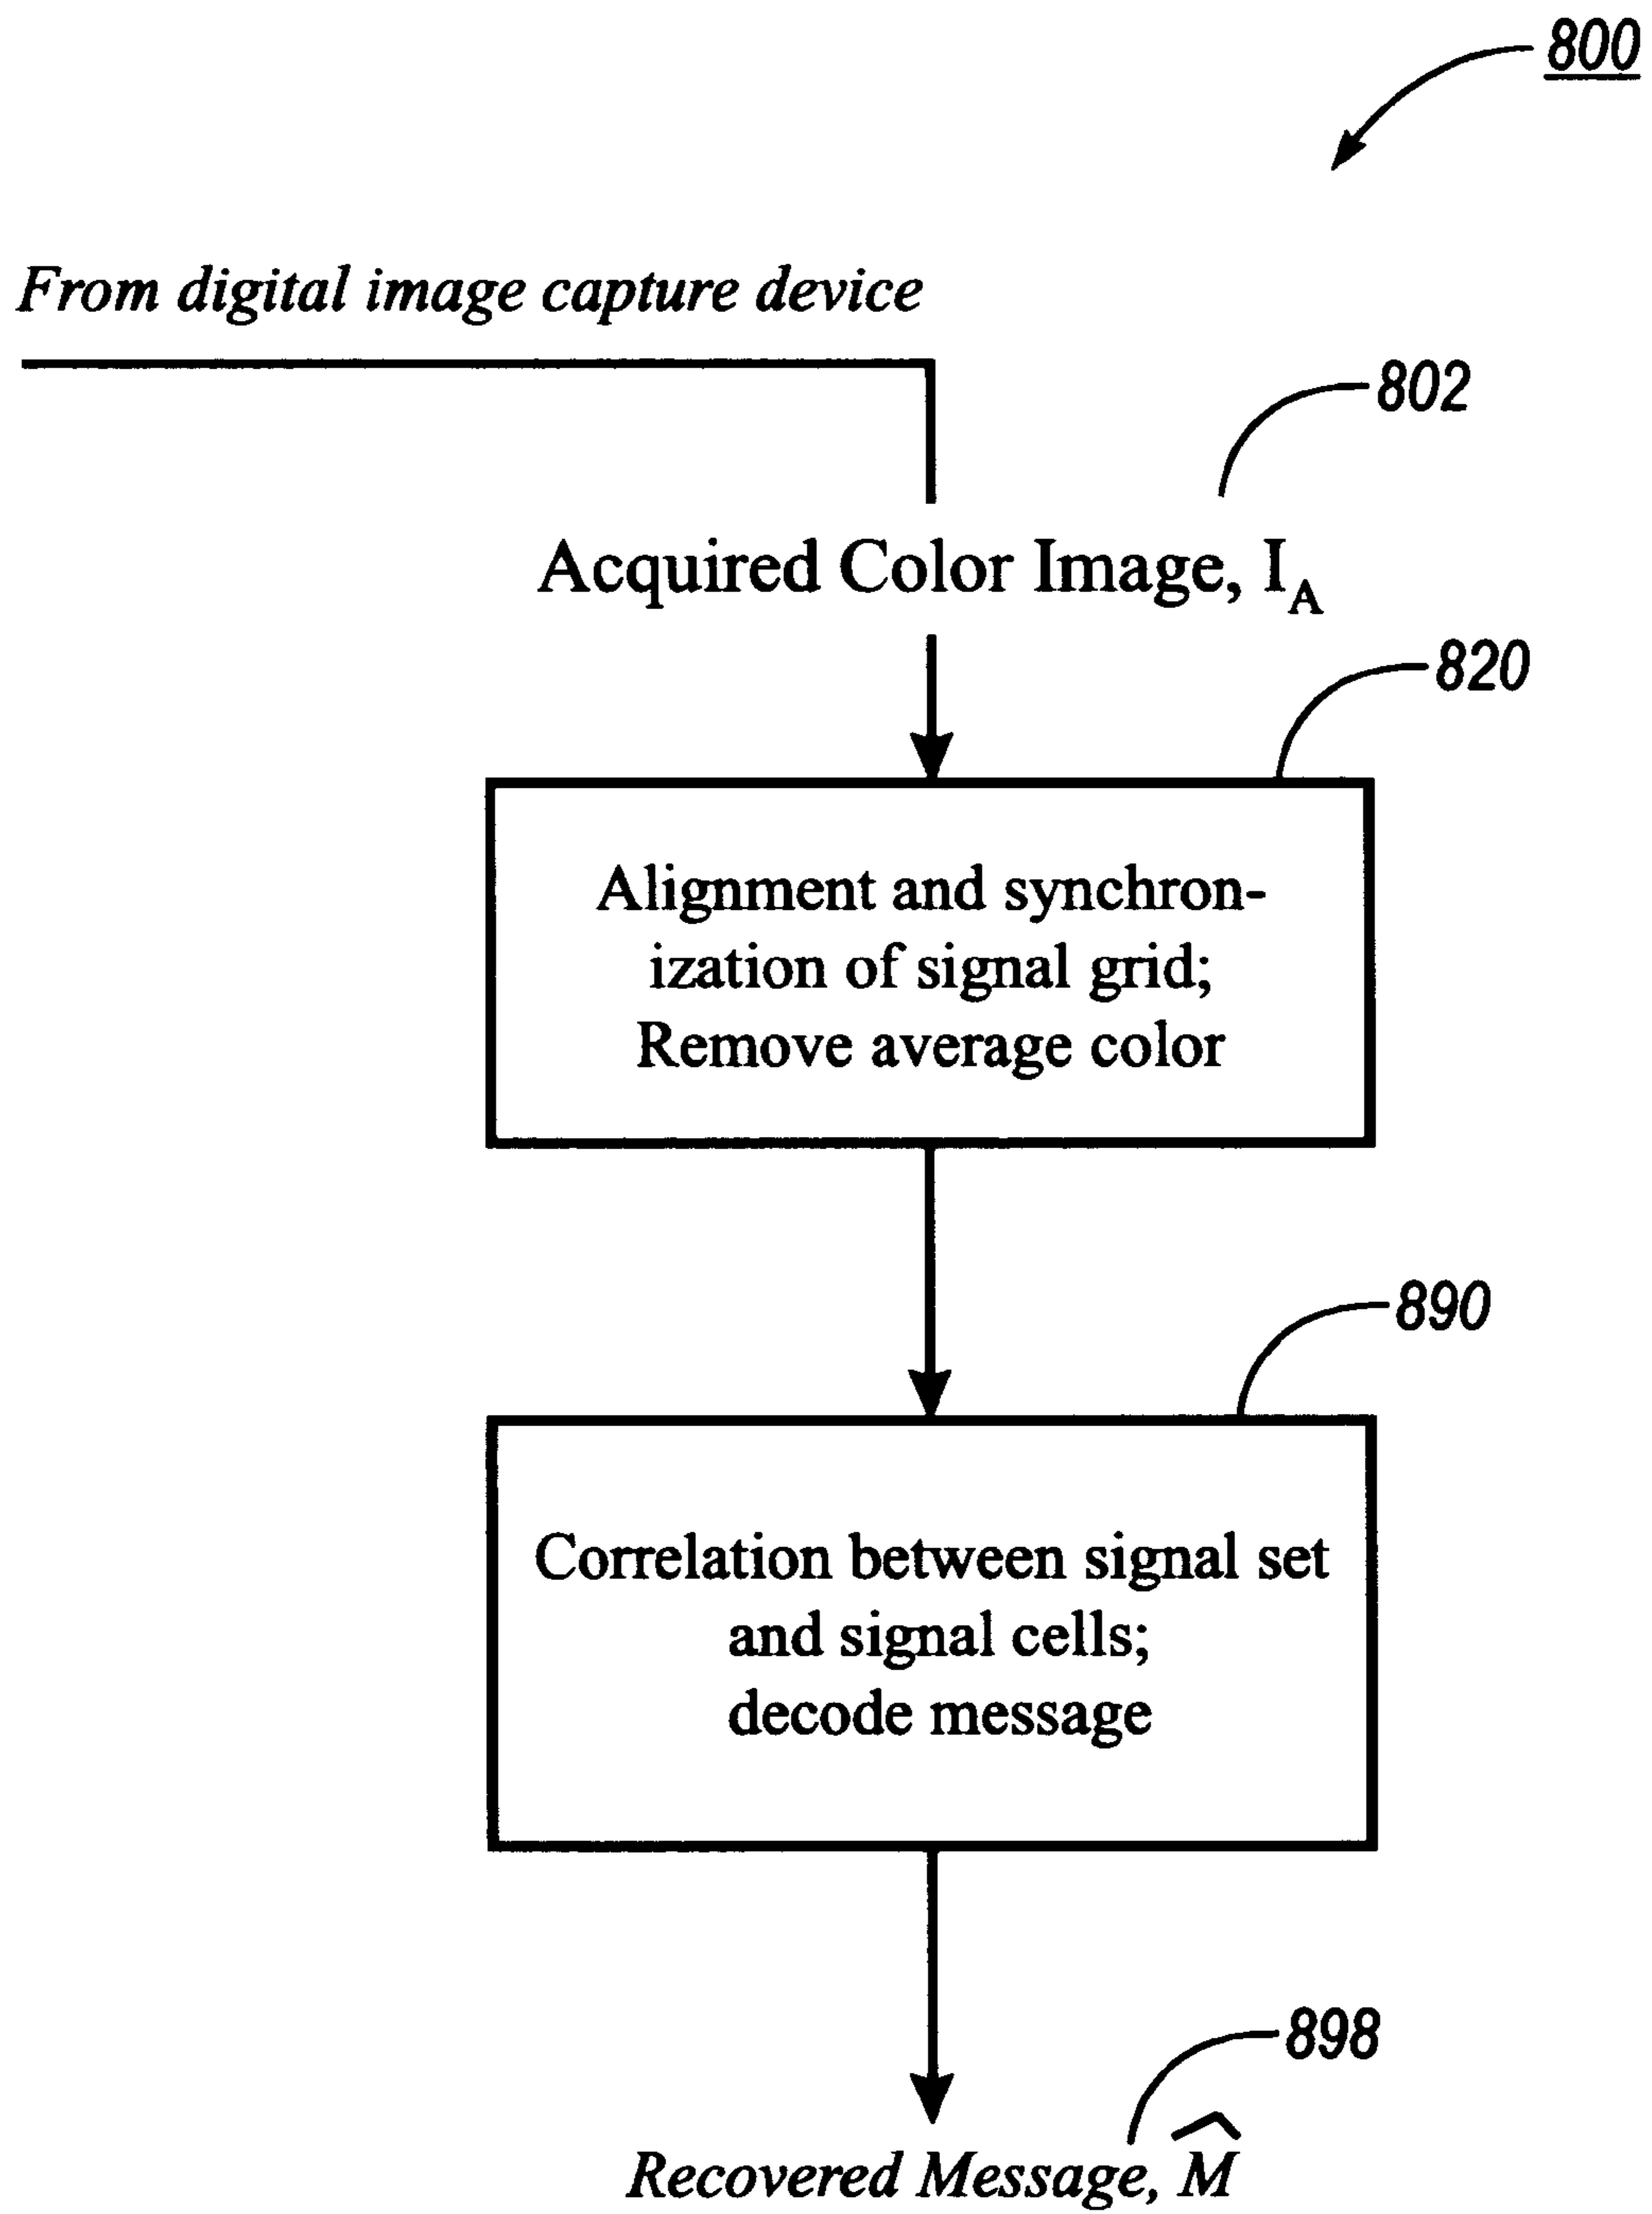 800
From digital image capture device
802
Acquired Color Image, I_A
820
Alignment and synchron-
ization of signal grid;
Remove average color
890
Correlation between signal set
and signal cells;
decode message
898
Recovered Message, M̂